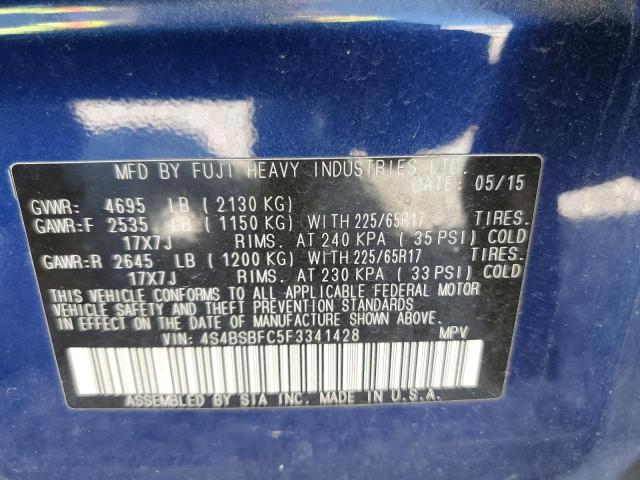 MFD BY FUJI HEAVY INDUSTRIES LTD.
DATE: 05/15
GVWR: 4695 LB ( 2130 KG)
GAWR:F 2535 LB ( 1150 KG) WITH 225/65R17 TIRES.
17X7J RIMS. AT 240 KPA ( 35 PSI) COLD
GAWR:R 2645 LB ( 1200 KG) WITH 225/65R17 TIRES.
17X7J RIMS. AT 230 KPA ( 33 PSI) COLD
THIS VEHICLE CONFORMS TO ALL APPLICABLE FEDERAL MOTOR
VEHICLE SAFETY AND THEFT PREVENTION STANDARDS
IN EFFECT ON THE DATE OF MANUFACTURE SHOWN ABOVE.
VIN: 4S4BSBFC5F3341428 MPV
ASSEMBLED BY SIA INC. MADE IN U.S.A.